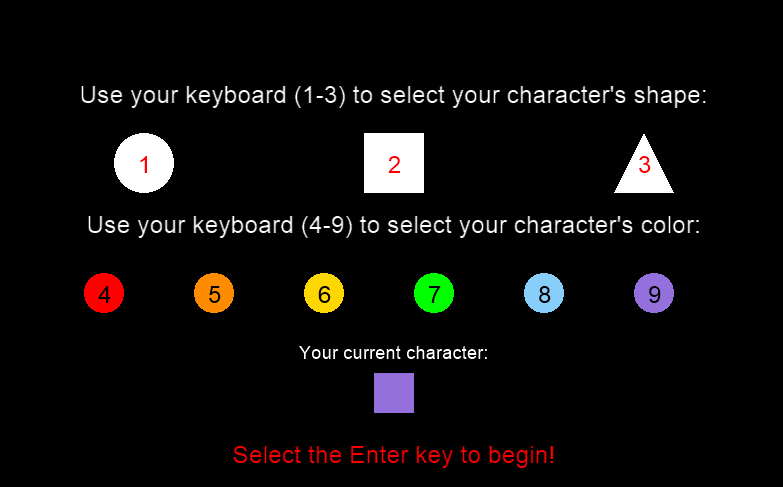 Use your keyboard (1-3) to select your character's shape:
1 2 3
Use your keyboard (4-9) to select your character's color:
4 5 6 7 8 9
Your current character:
Select the Enter key to begin!